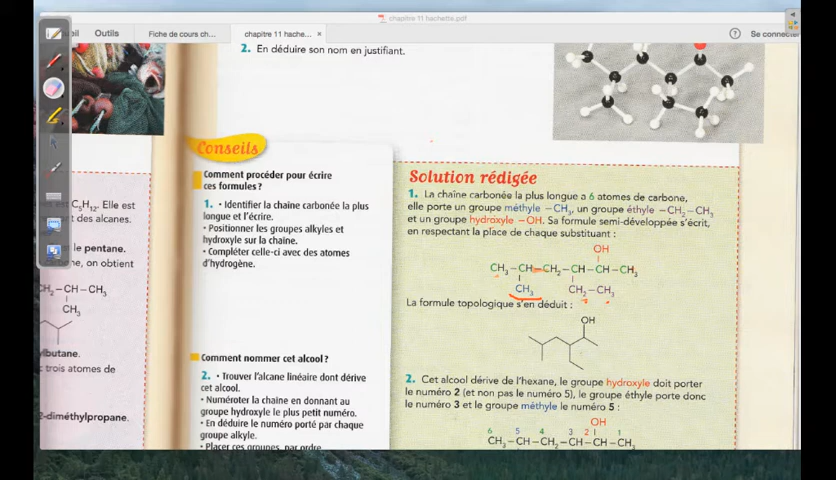 chapitre 11 hachette.pdf
Outils
Fiche de cours ch...
chapitre 11 hache...
Se connecter
2. En déduire son nom en justifiant.
Conseils
Comment procéder pour écrire
ces formules ?
1. • Identifier la chaîne carbonée la plus
longue et l'écrire.
• Positionner les groupes alkyles et
hydroxyle sur la chaîne.
• Compléter celle-ci avec des atomes
d'hydrogène.
Comment nommer cet alcool ?
2. • Trouver l'alcane linéaire dont dérive
cet alcool.
• Numéroter la chaîne en donnant au
groupe hydroxyle le plus petit numéro.
• En déduire le numéro porté par chaque
groupe alkyle.
• Placer ces groupes, par ordre
C₅H₁₂. Elle est
t des alcanes.
le pentane.
ne, on obtient
CH₂–CH–CH₃
CH₃
lbutane.
: trois atomes de
2-diméthylpropane.
Solution rédigée
1. La chaîne carbonée la plus longue a 6 atomes de carbone,
elle porte un groupe méthyle –CH₃, un groupe éthyle –CH₂–CH₃
et un groupe hydroxyle –OH. Sa formule semi-développée s'écrit,
en respectant la place de chaque substituant :
OH
CH₃–CH–CH₂–CH–CH–CH₃
CH₃ CH₂–CH₃
La formule topologique s'en déduit :
OH
2. Cet alcool dérive de l'hexane, le groupe hydroxyle doit porter
le numéro 2 (et non pas le numéro 5), le groupe éthyle porte donc
le numéro 3 et le groupe méthyle le numéro 5 :
OH
6 5 4 3 2 1
CH₃–CH–CH₂–CH–CH–CH₃